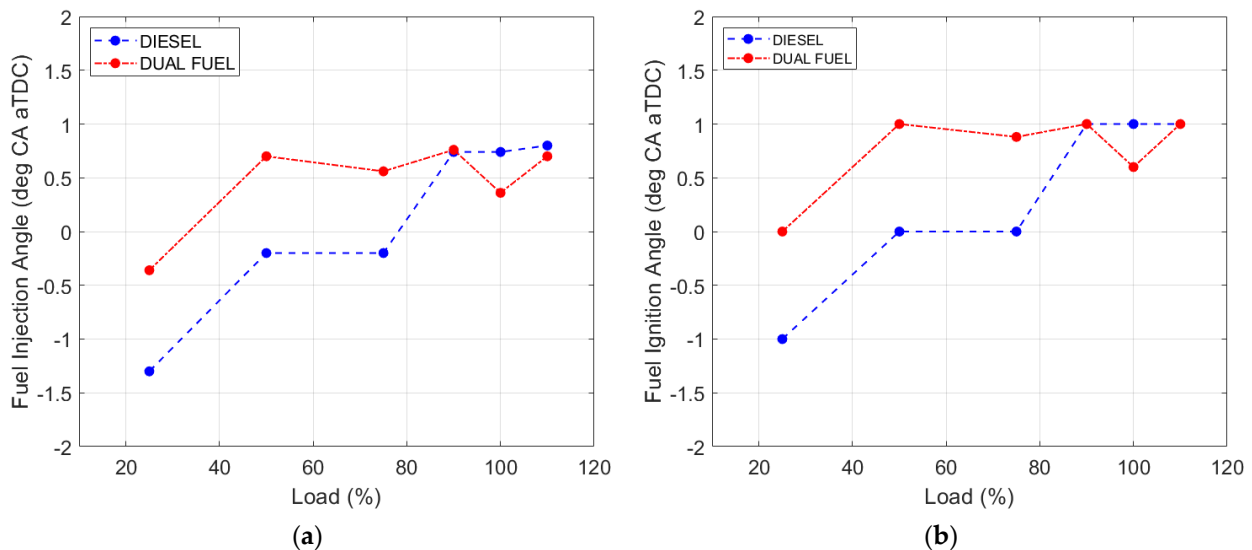 Fuel Injection Angle (deg CA aTDC)
2
1.5
1
0.5
0
-0.5
-1
-1.5
-2
DIESEL
DUAL FUEL
20 40 60 80 100 120
Load (%)
(a)
Fuel Ignition Angle (deg CA aTDC)
2
1.5
1
0.5
0
-0.5
-1
-1.5
-2
DIESEL
DUAL FUEL
20 40 60 80 100 120
Load (%)
(b)